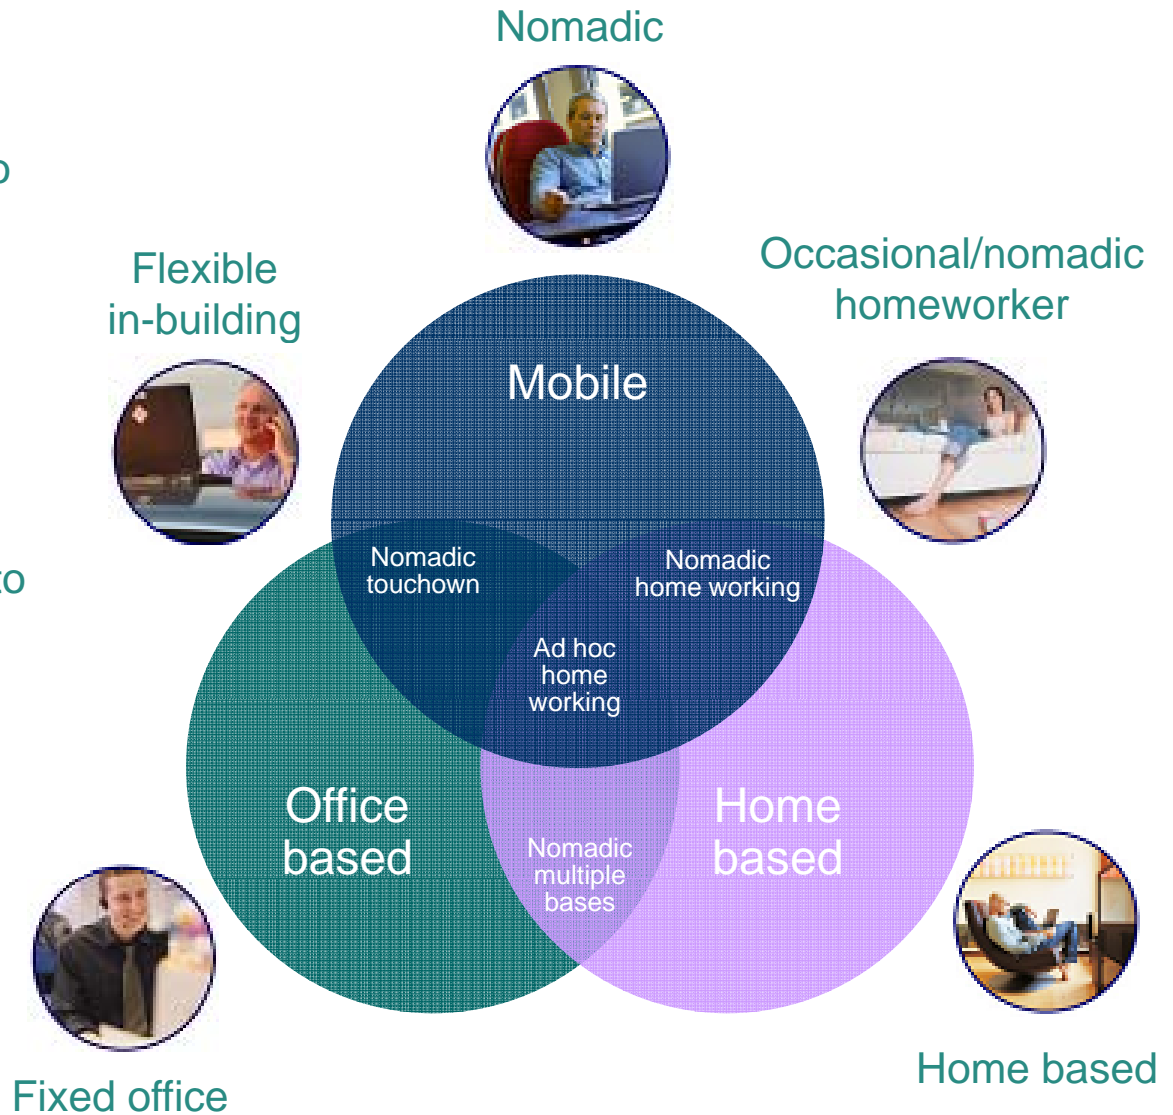 Nomadic
o
Flexible
in-building
Occasional/nomadic
homeworker
Mobile
to
Nomadic
touchown
Nomadic
home working
Ad hoc
home
working
Office
based
Home
based
Nomadic
multiple
bases
Fixed office
Home based